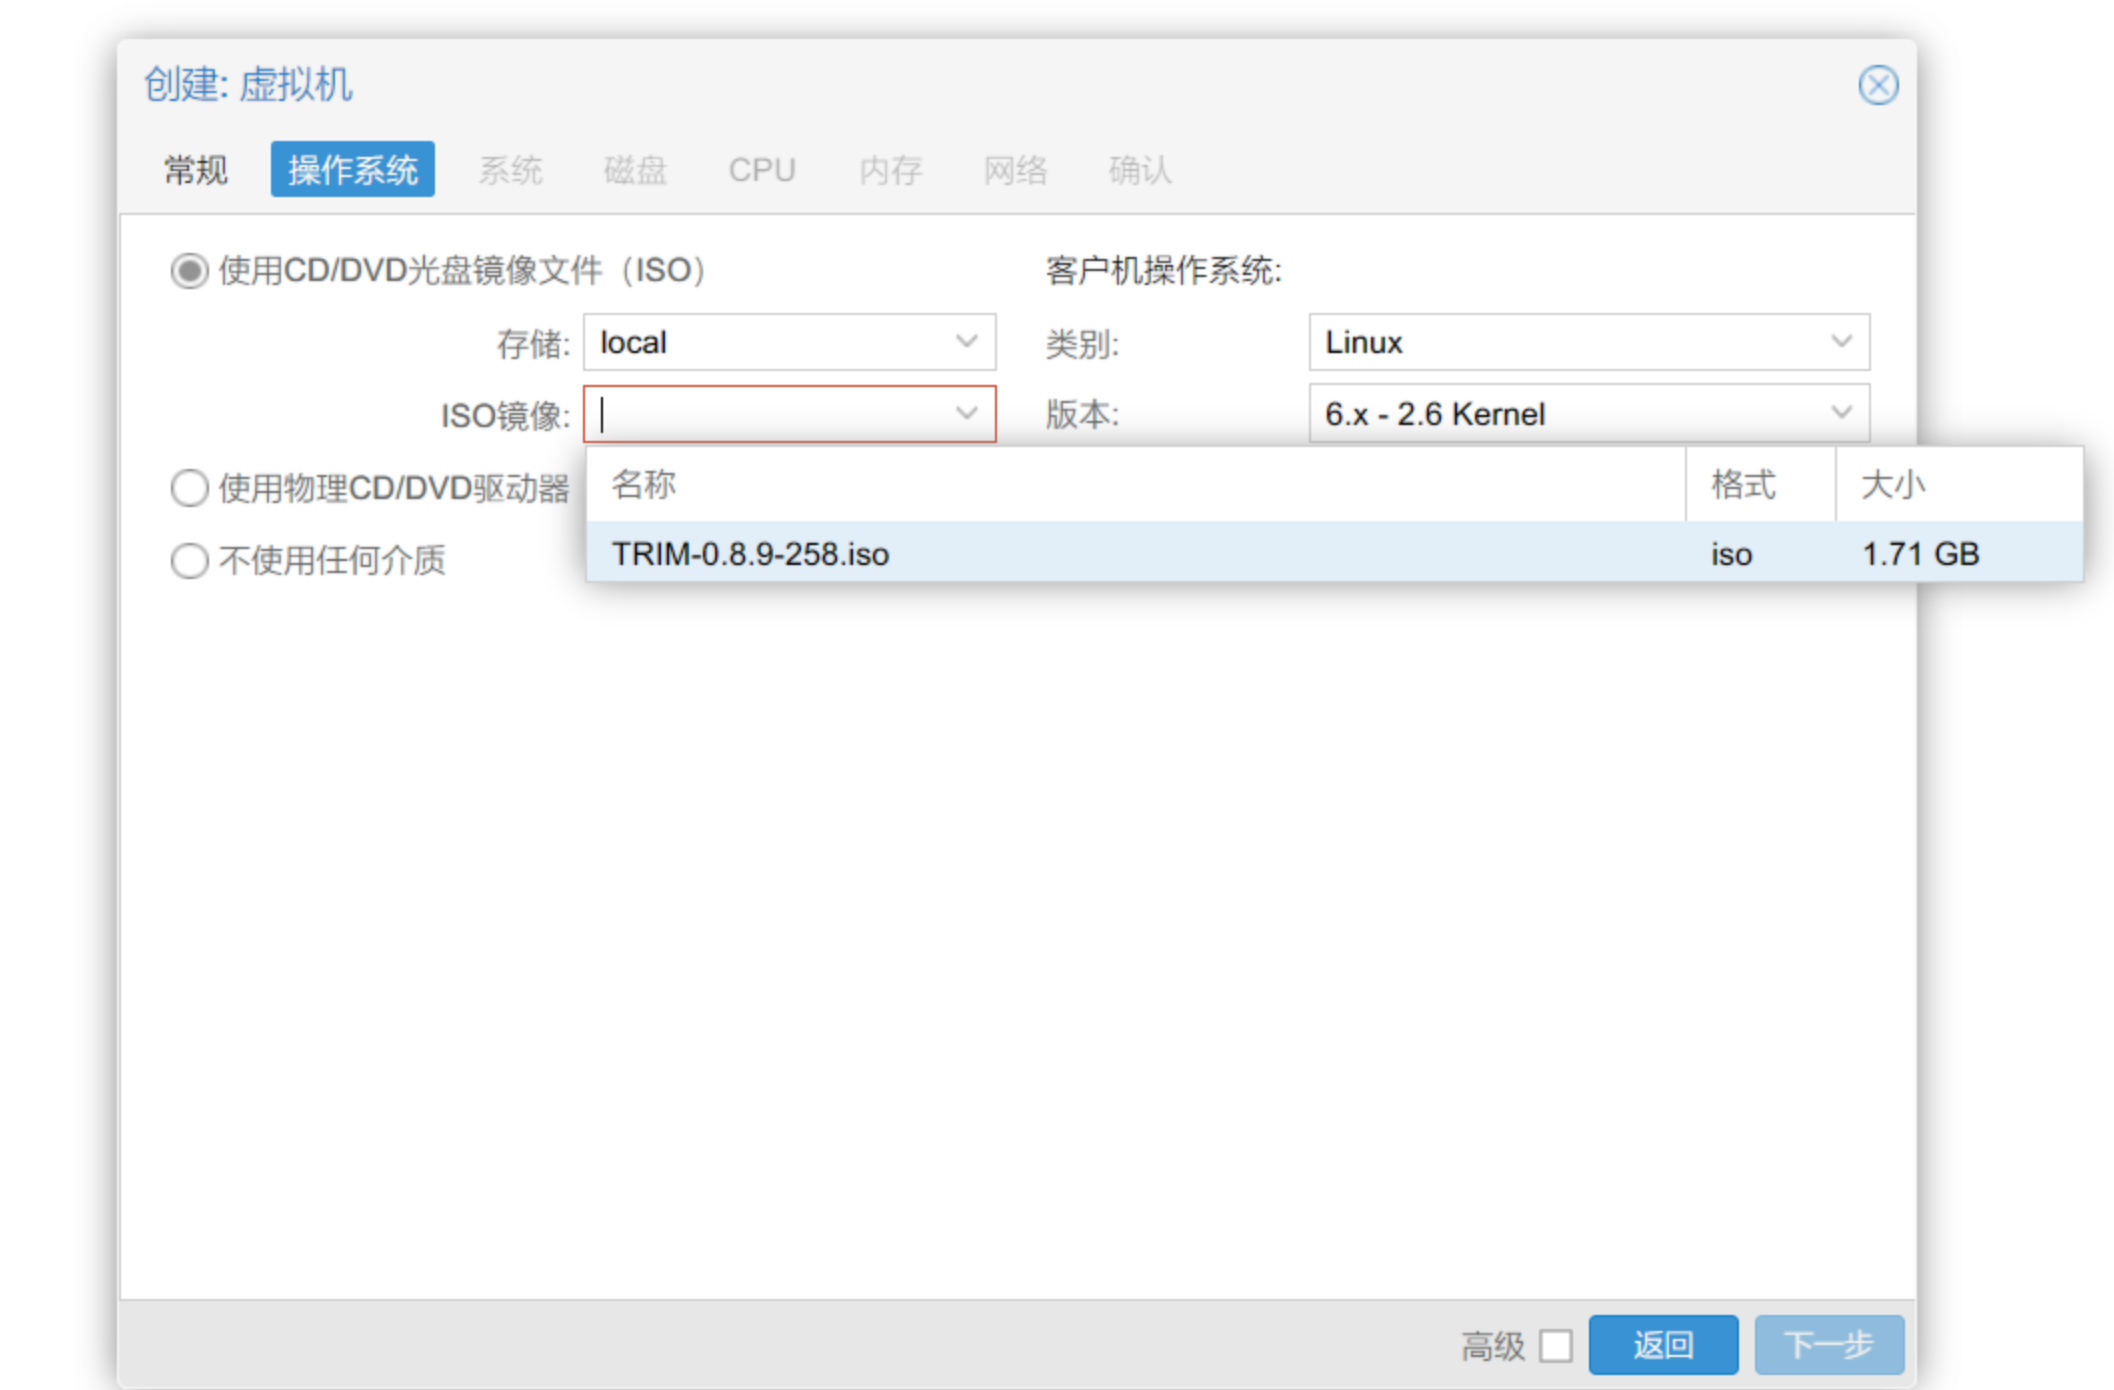 创建: 虚拟机
常规 操作系统 系统 磁盘 CPU 内存 网络 确认
使用CD/DVD光盘镜像文件（ISO） 客户机操作系统:
存储: local 类别: Linux
ISO镜像: 版本: 6.x - 2.6 Kernel
使用物理CD/DVD驱动器 名称 格式 大小
TRIM-0.8.9-258.iso iso 1.71 GB
不使用任何介质
高级 返回 下一步